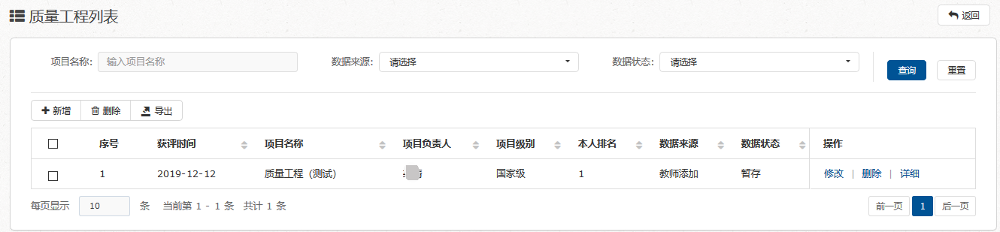 质量工程列表 返回
项目名称: 输入项目名称 数据来源: 请选择 数据状态: 请选择 查询 重置
新增 删除 导出
序号 获评时间 项目名称 项目负责人 项目级别 本人排名 数据来源 数据状态 操作
1 2019-12-12 质量工程（测试） 国家级 1 教师添加 暂存 修改 | 删除 | 详细
每页显示 10 条 当前第 1 - 1 条 共计 1 条 前一页 1 后一页